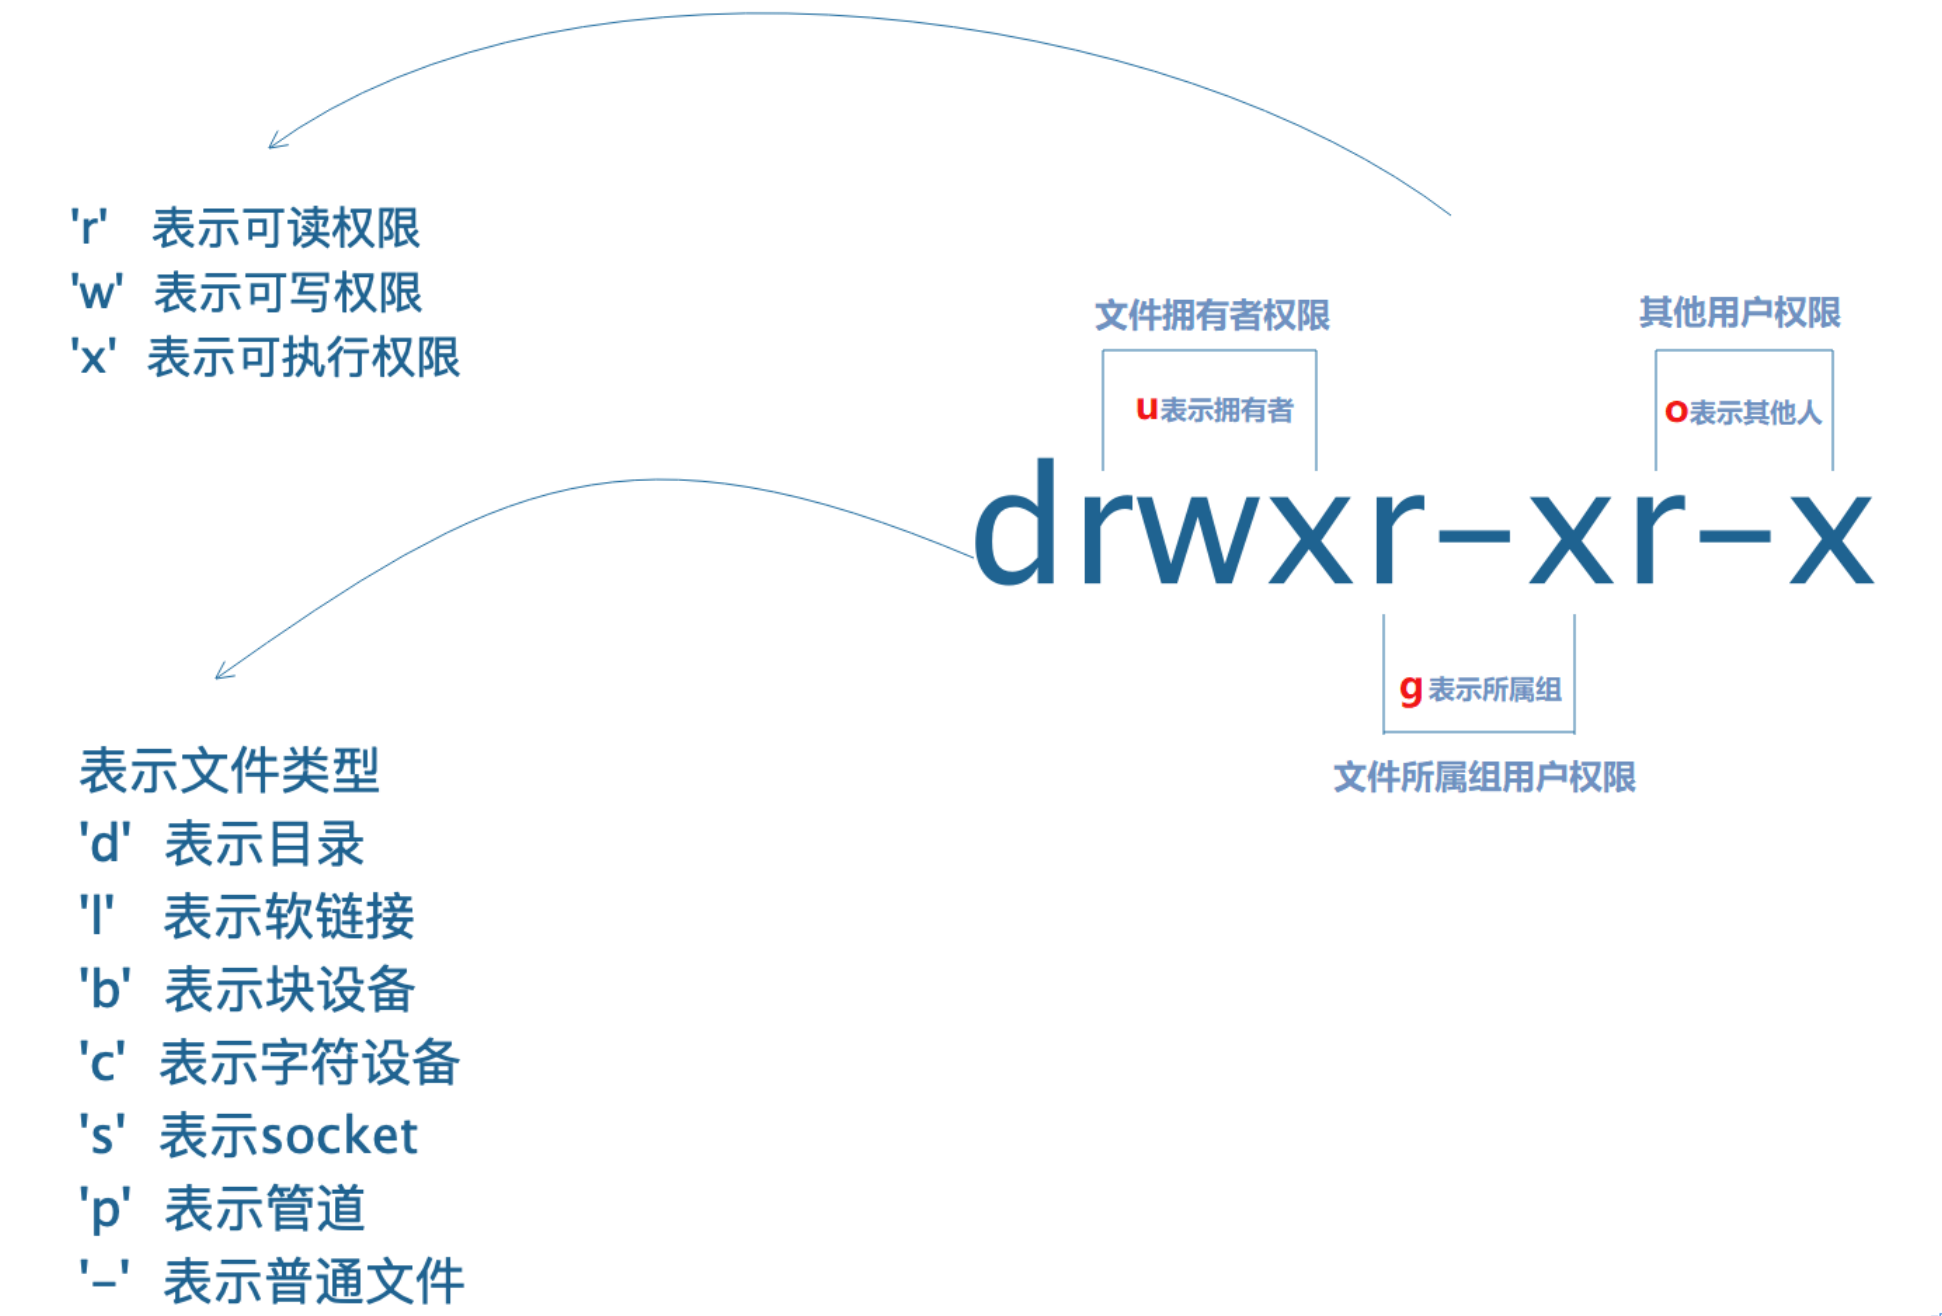 'r' 表示可读权限
'w' 表示可写权限
'x' 表示可执行权限
文件拥有者权限
其他用户权限
u表示拥有者
o表示其他人
drwxr-xr-x
g 表示所属组
文件所属组用户权限
表示文件类型
'd' 表示目录
'l' 表示软链接
'b' 表示块设备
'c' 表示字符设备
's' 表示socket
'p' 表示管道
'-' 表示普通文件